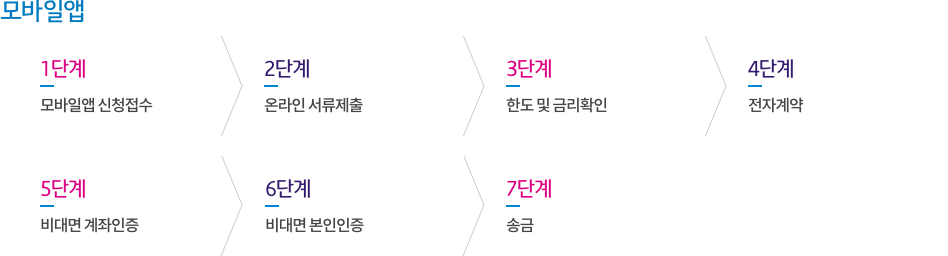 모바일앱
1단계
모바일앱 신청접수
2단계
온라인 서류제출
3단계
한도 및 금리확인
4단계
전자계약
5단계
비대면 계좌인증
6단계
비대면 본인인증
7단계
송금